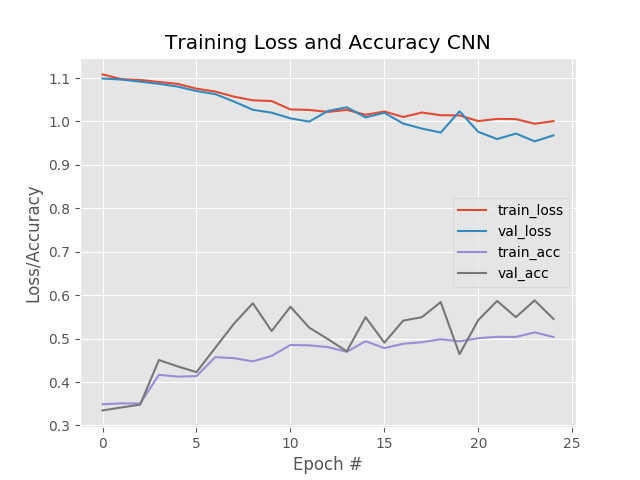 Training Loss and Accuracy CNN
1.1
1.0
0.9
0.8
0.7
0.6
0.5
0.4
0.3
Loss/Accuracy
train_loss
val_loss
train_acc
val_acc
0 5 10 15 20 25
Epoch #